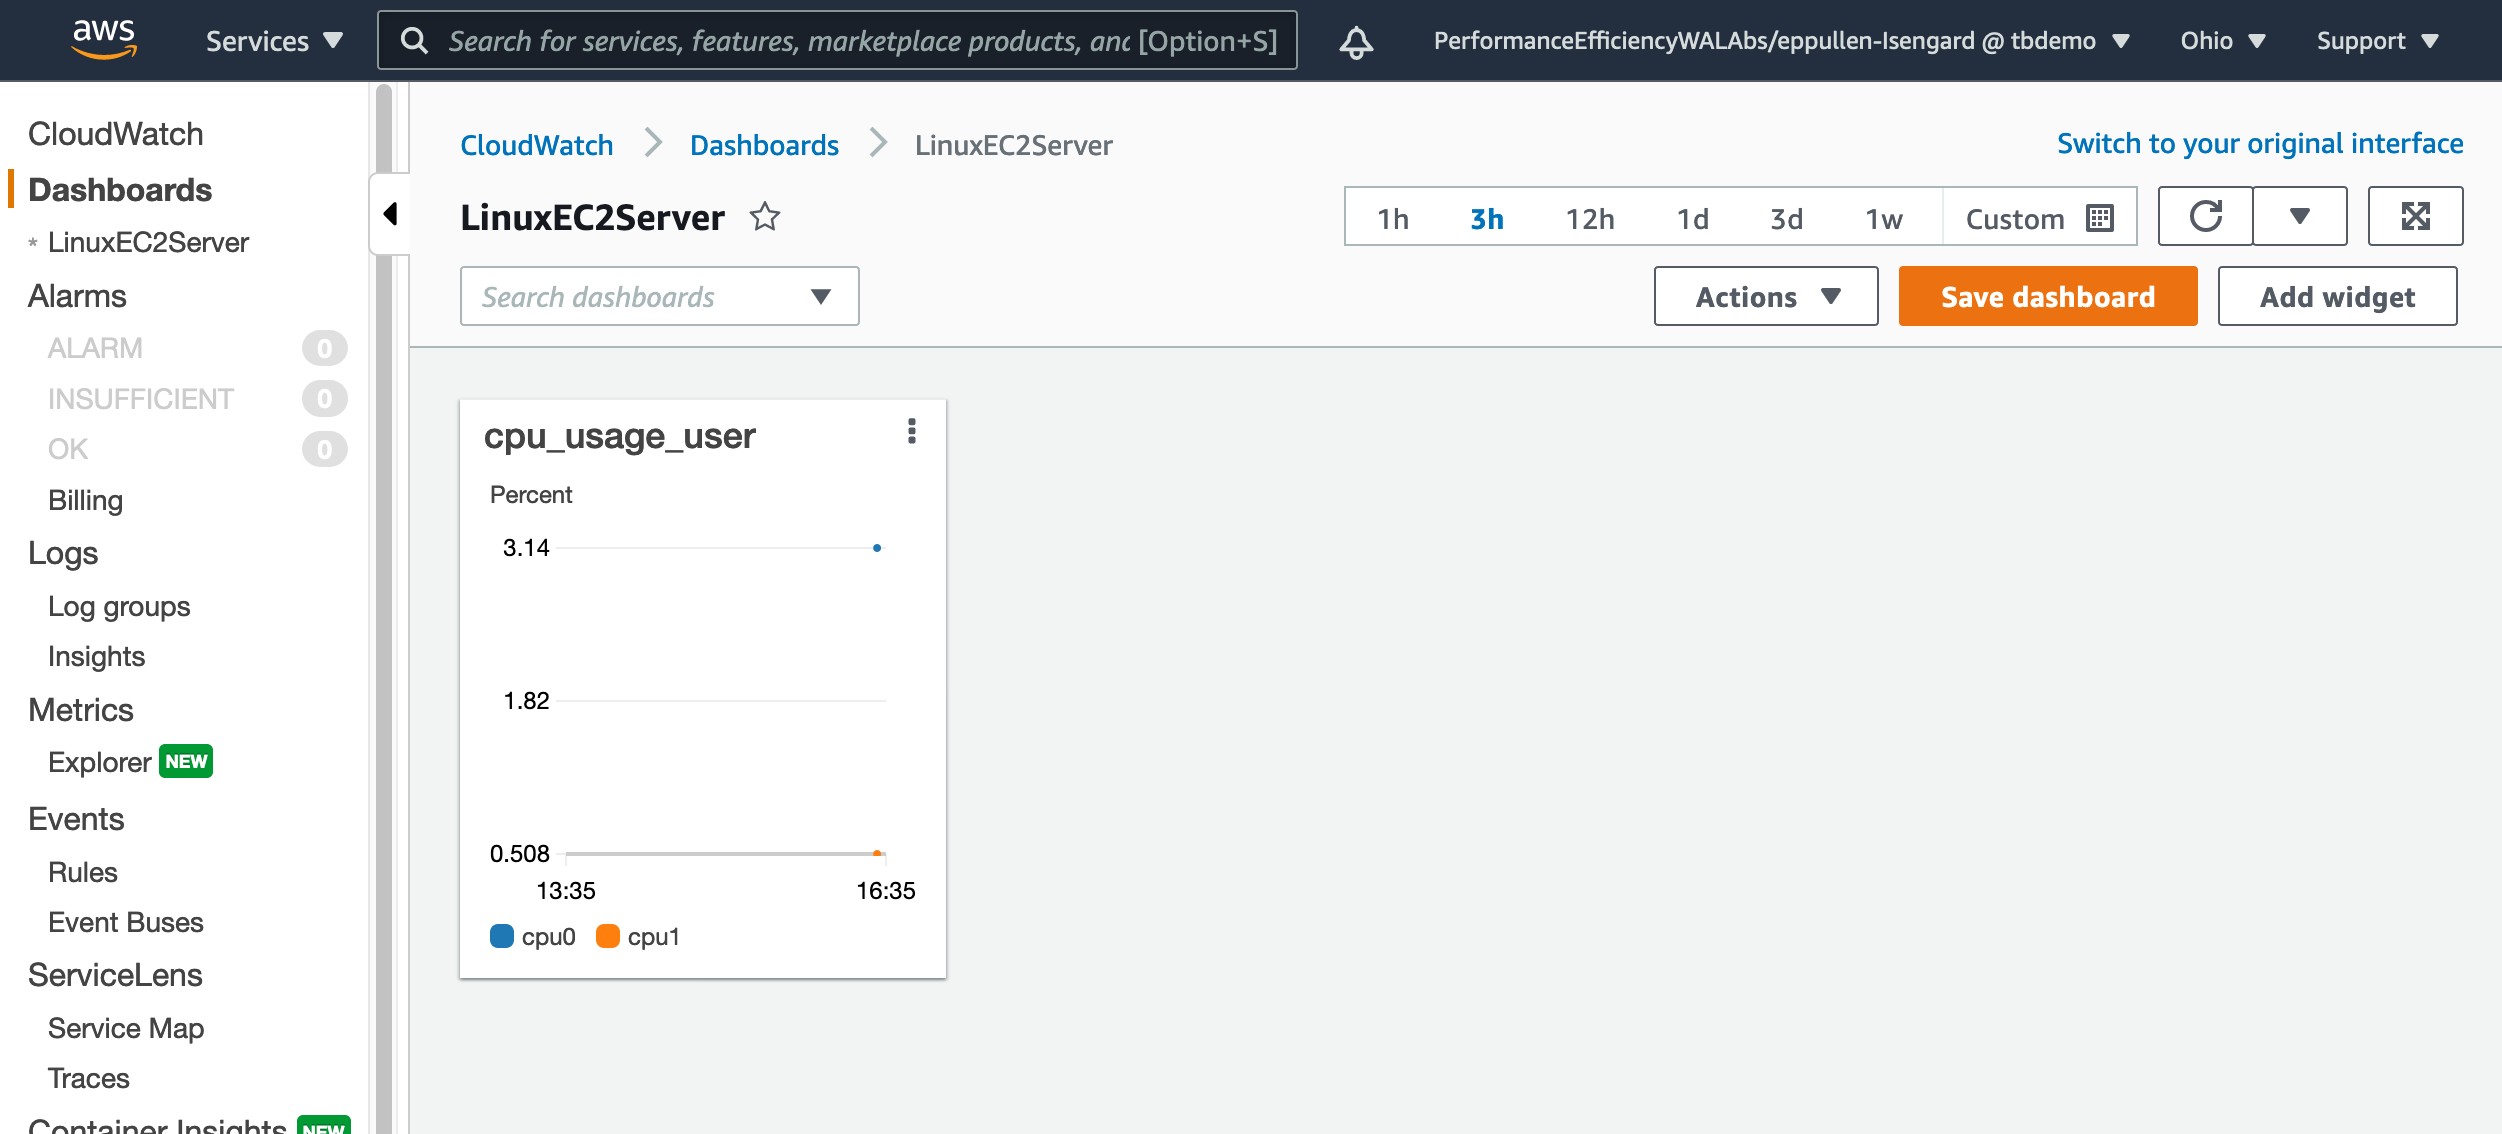 aws
Services
Search for services, features, marketplace products, and [Option+S]
PerformanceEfficiencyWALAbs/eppullen-Isengard @ tbdemo
Ohio
Support
CloudWatch
Dashboards
* LinuxEC2Server
Alarms
ALARM 0
INSUFFICIENT 0
OK 0
Billing
Logs
Log groups
Insights
Metrics
Explorer NEW
Events
Rules
Event Buses
ServiceLens
Service Map
Traces
Container Insights NEW
CloudWatch Dashboards LinuxEC2Server
Switch to your original interface
LinuxEC2Server
1h 3h 12h 1d 3d 1w Custom
Search dashboards
Actions
Save dashboard
Add widget
cpu_usage_user
Percent
3.14
1.82
0.508
13:35 16:35
cpu0 cpu1